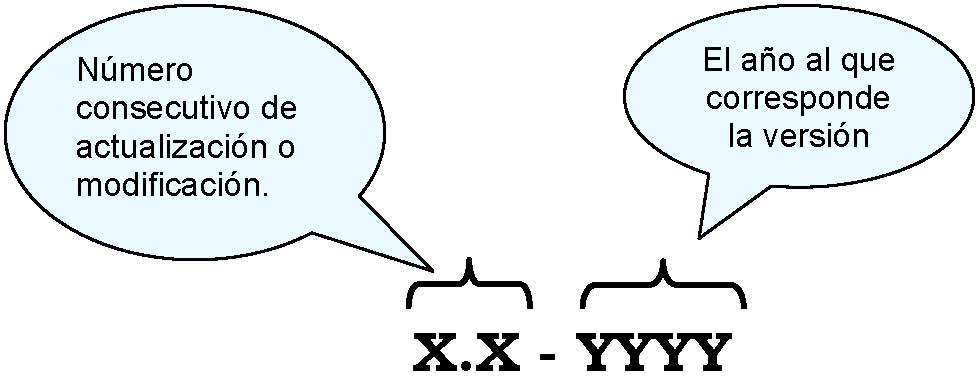 Número
consecutivo de
actualización o
modificación.
El año al que
corresponde
la versión
X.X - YYYY